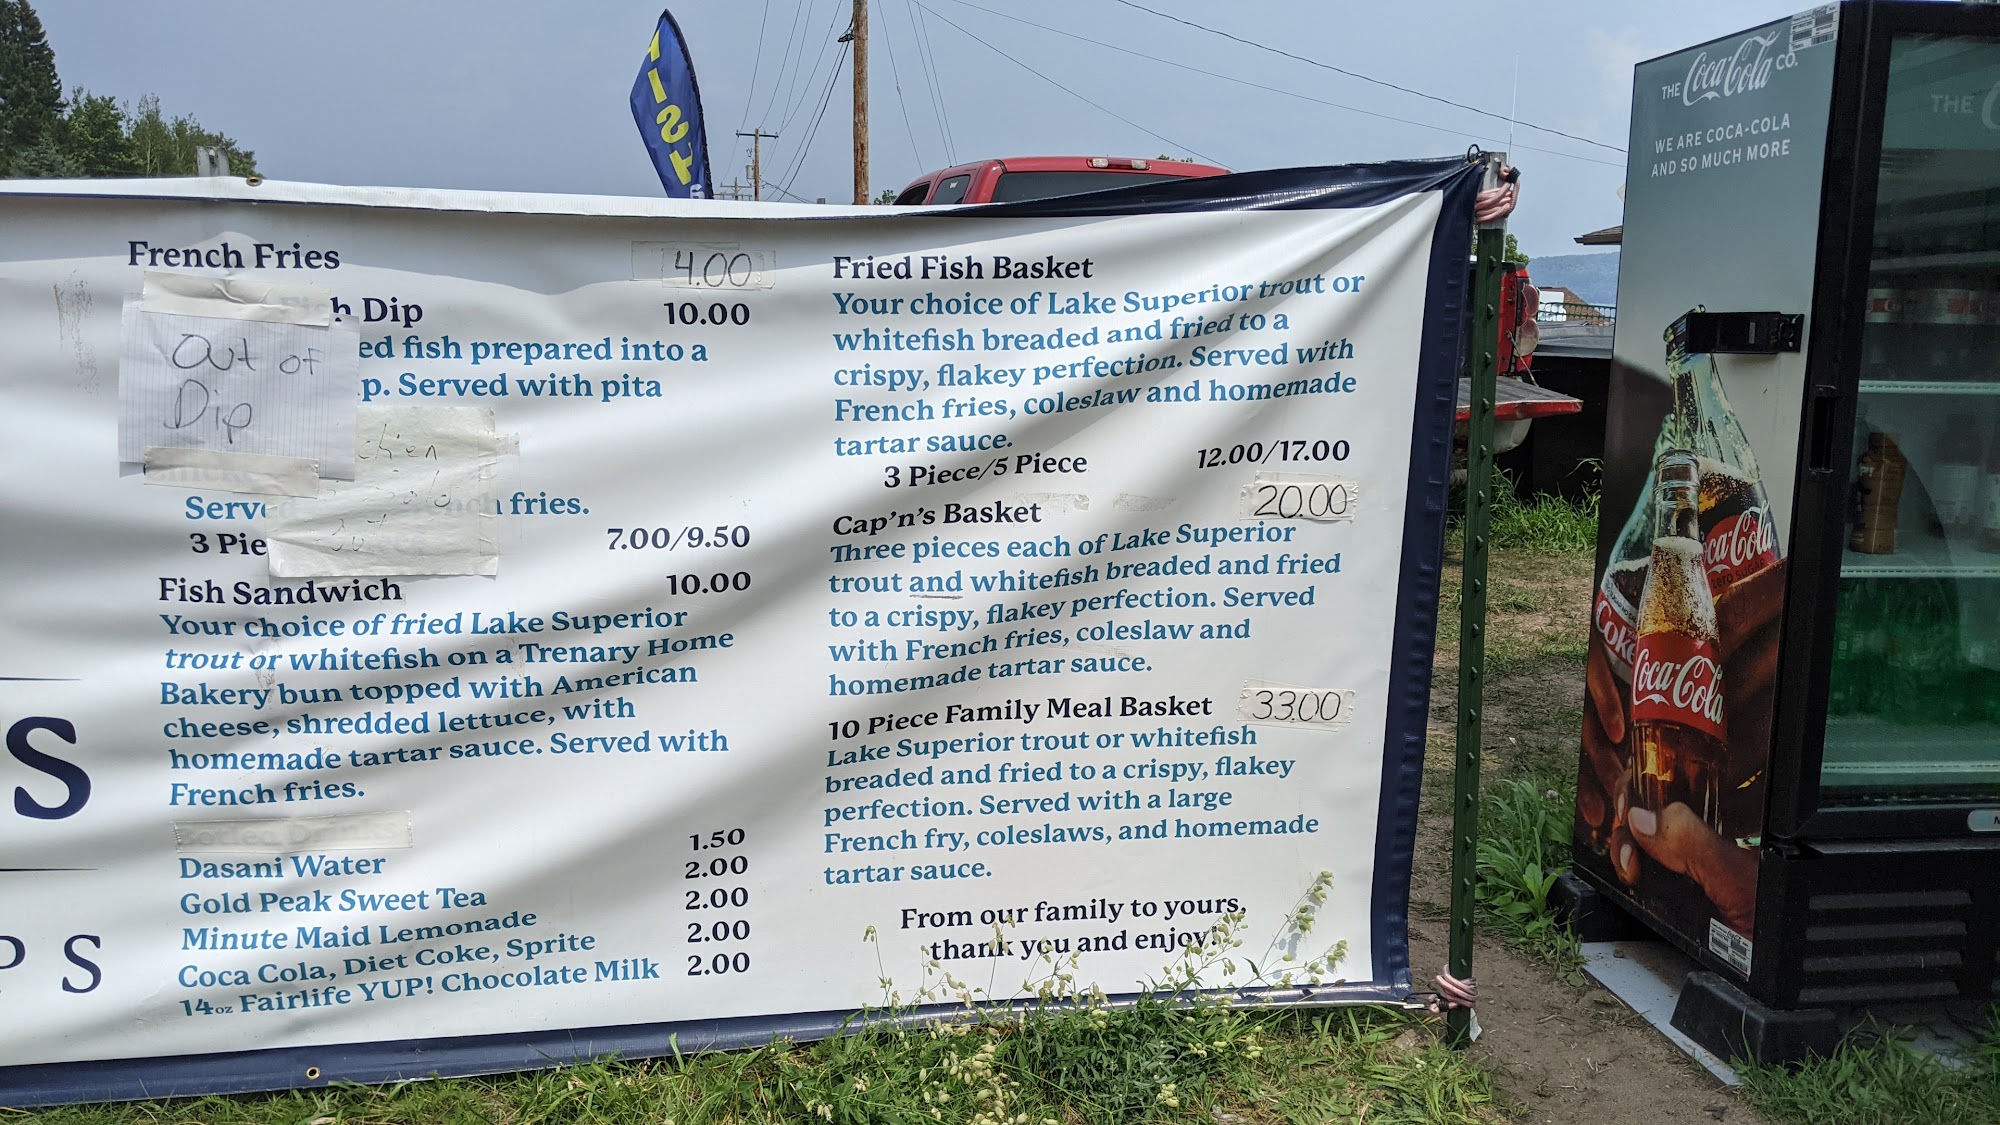 French Fries 4.00
h Dip 10.00
ed fish prepared into a
p. Served with pita
Out of
Dip
fries.
3 Pie 7.00/9.50
Fish Sandwich 10.00
Your choice of fried Lake Superior
trout or whitefish on a Trenary Home
Bakery bun topped with American
cheese, shredded lettuce, with
homemade tartar sauce. Served with
French fries.
1.50
Dasani Water 2.00
Gold Peak Sweet Tea 2.00
Minute Maid Lemonade 2.00
Coca Cola, Diet Coke, Sprite 2.00
14oz Fairlife YUP! Chocolate Milk
S
P S
Fried Fish Basket
Your choice of Lake Superior trout or
whitefish breaded and fried to a
crispy, flakey perfection. Served with
French fries, coleslaw and homemade
tartar sauce.
3 Piece/5 Piece 12.00/17.00
Cap'n's Basket 20.00
Three pieces each of Lake Superior
trout and whitefish breaded and fried
to a crispy, flakey perfection. Served
with French fries, coleslaw and
homemade tartar sauce.
10 Piece Family Meal Basket 33.00
Lake Superior trout or whitefish
breaded and fried to a crispy, flakey
perfection. Served with a large
French fry, coleslaws, and homemade
tartar sauce.
From our family to yours,
thank you and enjoy!
THE Coca-Cola CO.
WE ARE COCA-COLA
AND SO MUCH MORE
Coca-Cola
zero sugar
Coke
Coca-Cola
THE